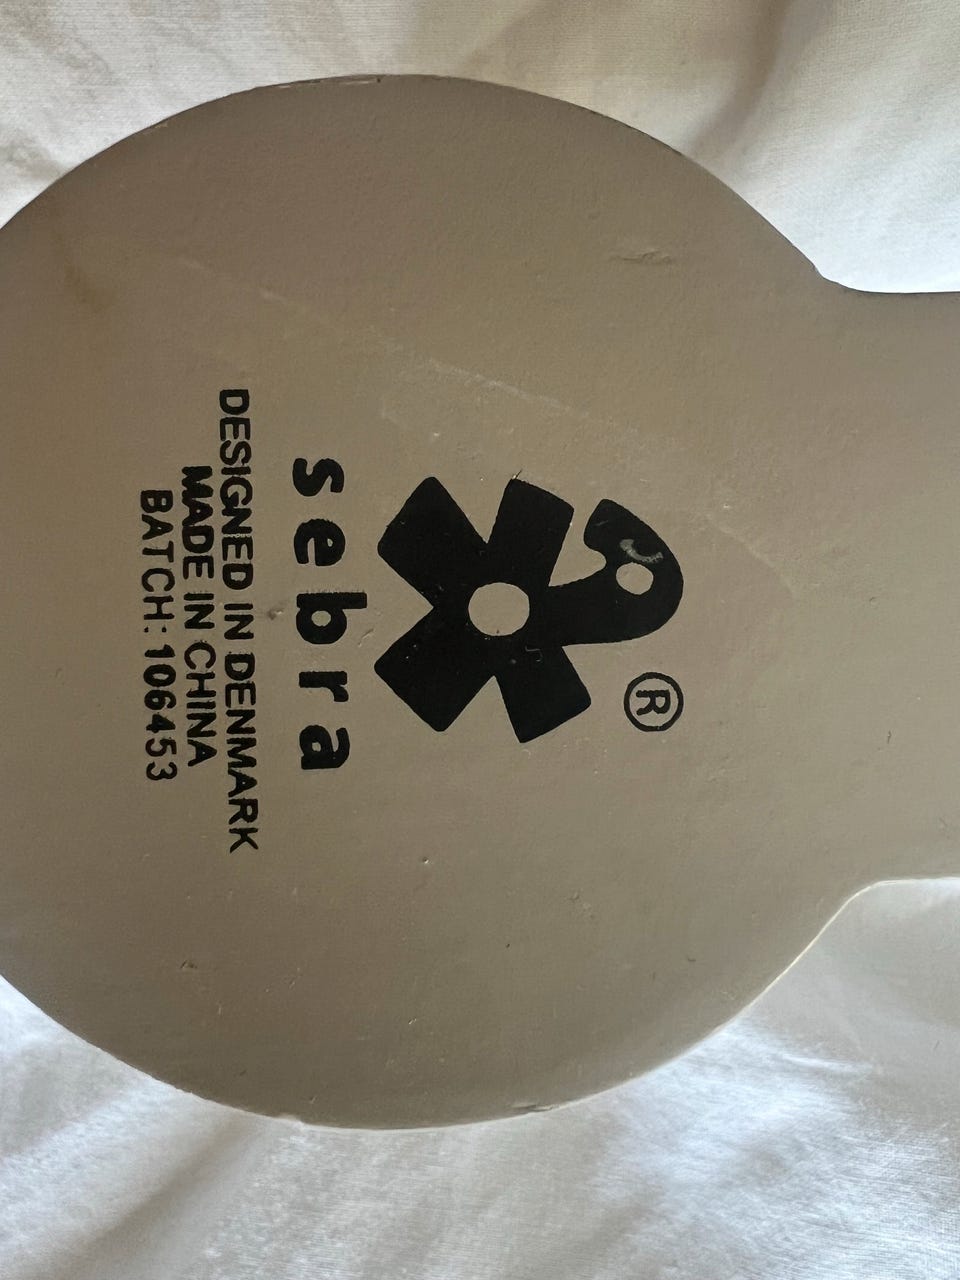 ®
sebra
DESIGNED IN DENMARK
MADE IN CHINA
BATCH: 106453